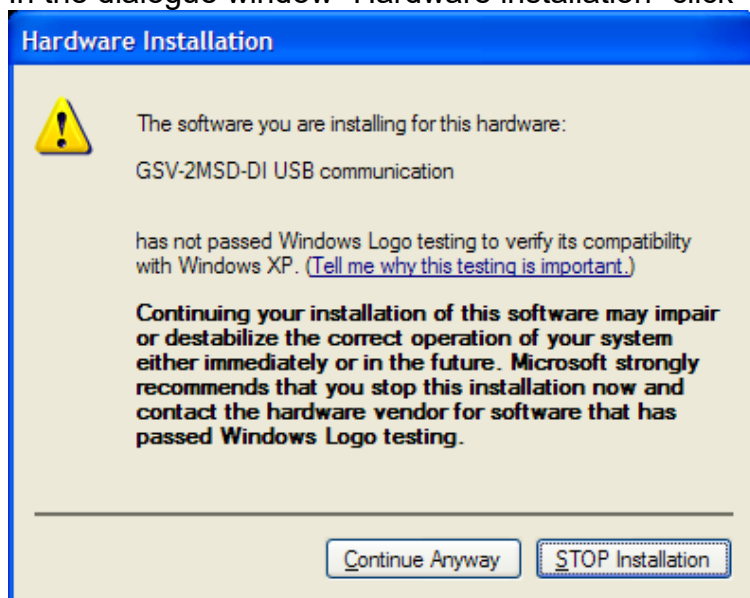 In the dialogue window "Hardware Installation" click
Hardware Installation
The software you are installing for this hardware:
GSV-2MSD-DI USB communication
has not passed Windows Logo testing to verify its compatibility
with Windows XP. (Tell me why this testing is important.)
Continuing your installation of this software may impair
or destabilize the correct operation of your system
either immediately or in the future. Microsoft strongly
recommends that you stop this installation now and
contact the hardware vendor for software that has
passed Windows Logo testing.
Continue Anyway
STOP Installation